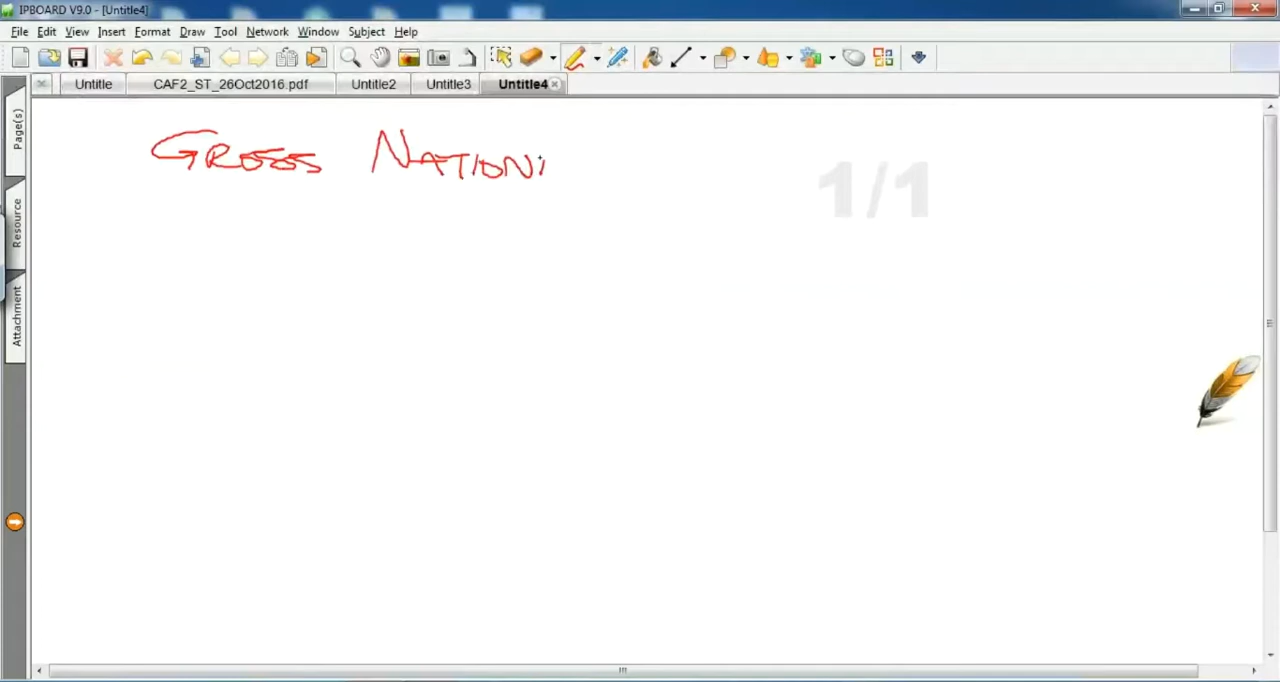 IPBOARD V9.0 - [Untitle4]
File Edit View Insert Format Draw Tool Network Window Subject Help
Untitle CAF2_ST_26Oct2016.pdf Untitle2 Untitle3 Untitle4
Page(s)
Resource
Attachment
GROSS NATION
1/1